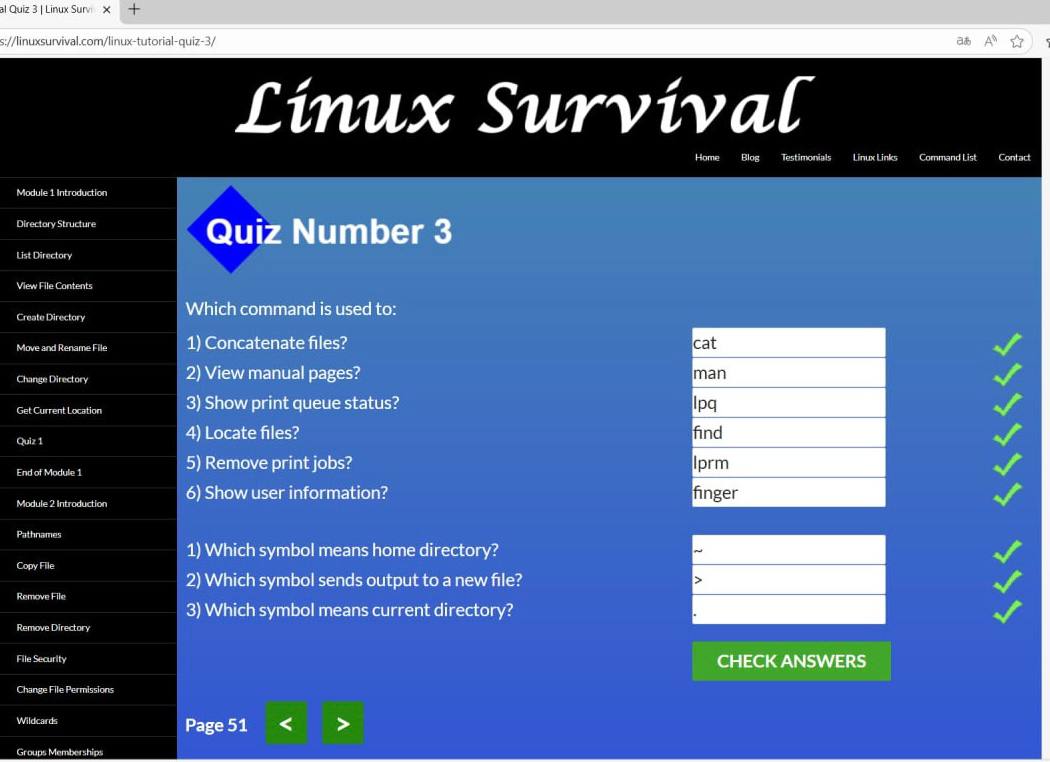 al Quiz 3 | Linux Survi
s://linuxsurvival.com/linux-tutorial-quiz-3/
Linux Survival
Home Blog Testimonials Linux Links Command List Contact
Module 1 Introduction
Directory Structure
List Directory
View File Contents
Create Directory
Move and Rename File
Change Directory
Get Current Location
Quiz 1
End of Module 1
Module 2 Introduction
Pathnames
Copy File
Remove File
Remove Directory
File Security
Change File Permissions
Wildcards
Groups Memberships
Quiz Number 3
Which command is used to:
1) Concatenate files? cat
2) View manual pages? man
3) Show print queue status? lpq
4) Locate files? find
5) Remove print jobs? lprm
6) Show user information? finger
1) Which symbol means home directory? ~
2) Which symbol sends output to a new file? >
3) Which symbol means current directory? .
CHECK ANSWERS
Page 51 < >